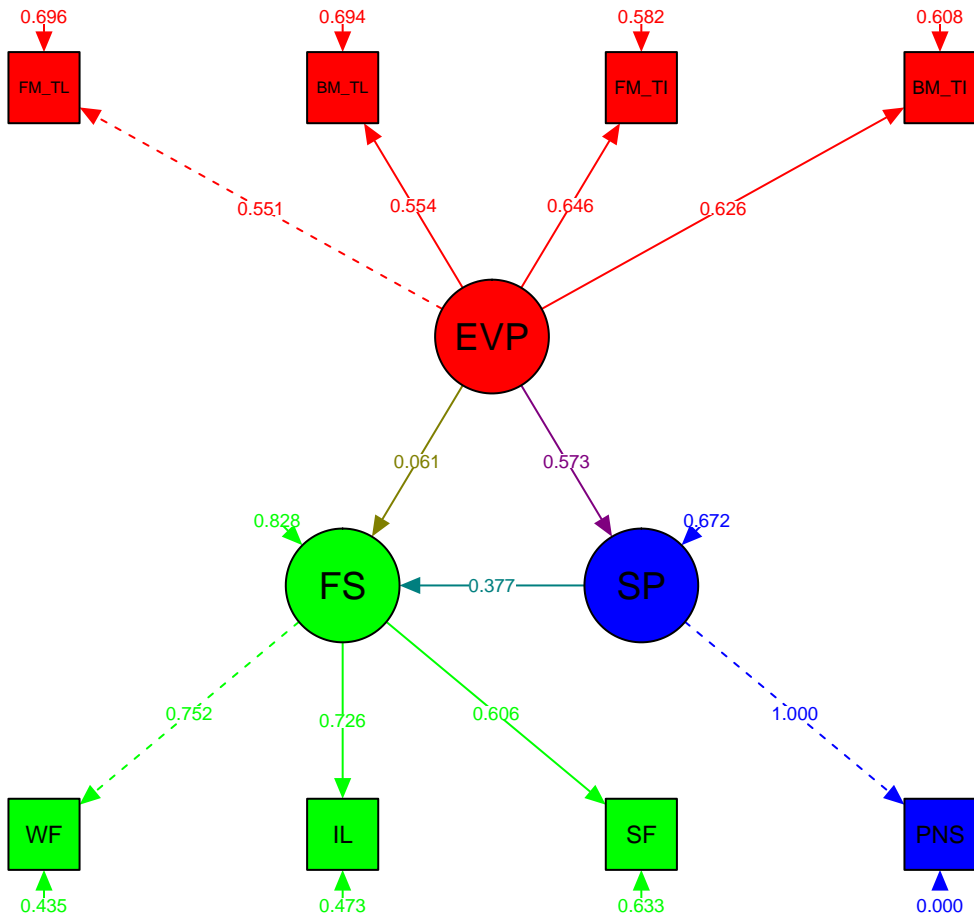 0.696 0.694 0.582 0.608
FM_TL BM_TL FM_TI BM_TI
0.551 0.554 0.646 0.626
EVP
0.061 0.573
0.828 0.672
FS 0.377 SP
0.752 0.726 0.606 1.000
WF IL SF PNS
0.435 0.473 0.633 0.000